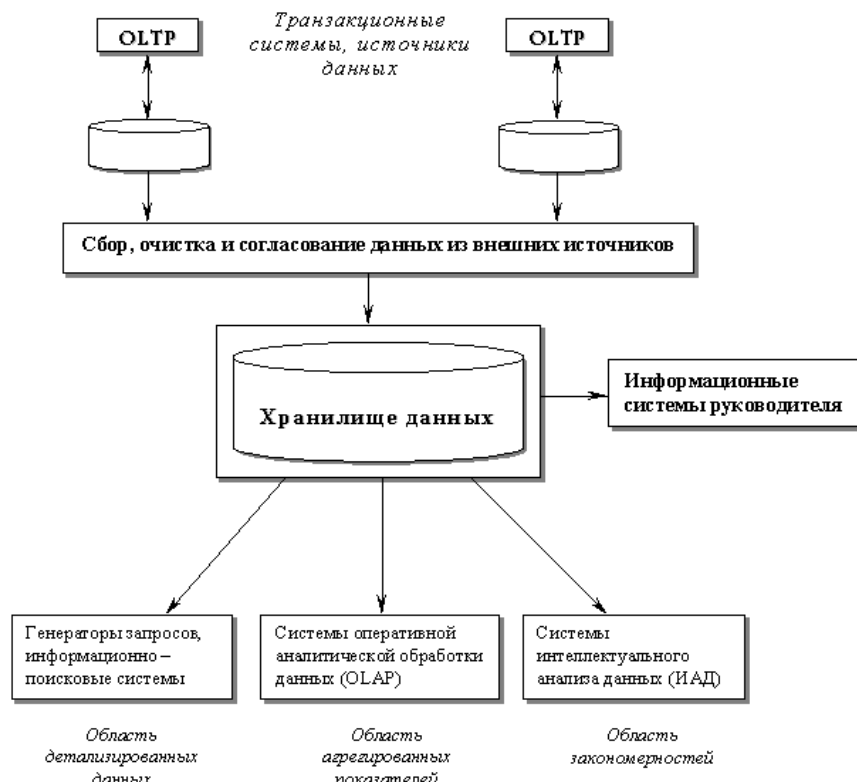 OLTP
Транзакционные
системы, источники
данных
OLTP
Сбор, очистка и согласование данных из внешних источников
Хранилище данных
Информационные
системы руководителя
Генераторы запросов,
информационно –
поисковые системы
Системы оперативной
аналитической обработки
данных (OLAP)
Системы
интеллектуального
анализа данных (ИАД)
Область
детализированных
данных
Область
агрегированных
показателей
Область
закономерностей